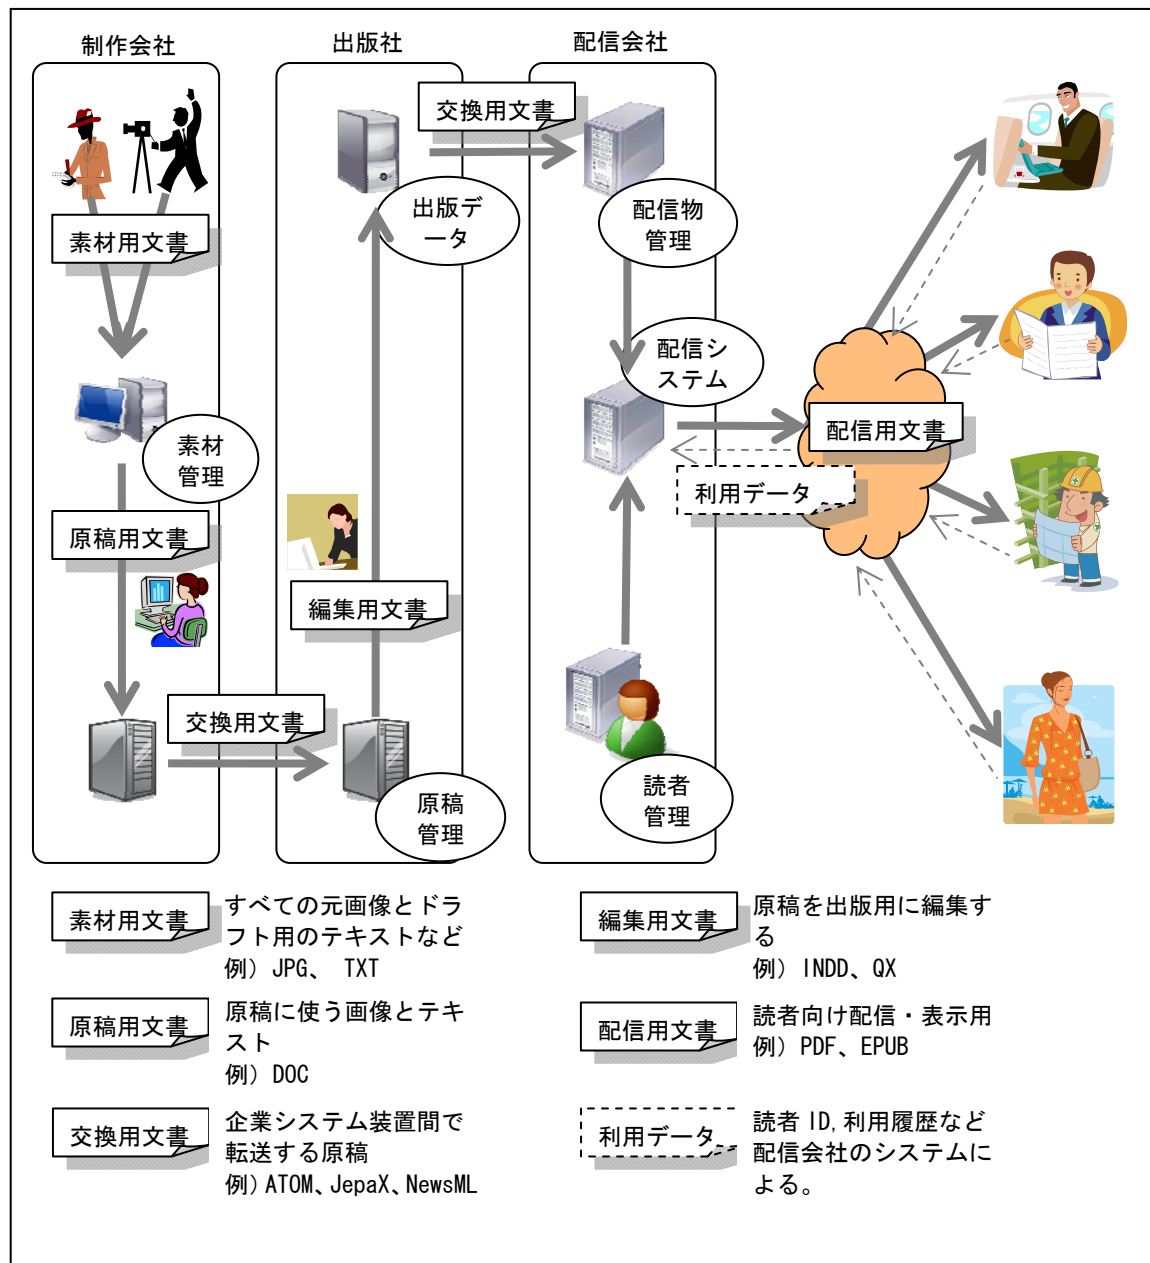 制作会社
出版社
配信会社
交換用文書
素材用文書
出版デ
ータ
配信物
管理
配信シ
ステム
素材
管理
配信用文書
利用データ
原稿用文書
編集用文書
交換用文書
原稿
管理
読者
管理
素材用文書
すべての元画像とドラ
フト用のテキストなど
例）JPG、 TXT
原稿用文書
原稿に使う画像とテキ
スト
例）DOC
交換用文書
企業システム装置間で
転送する原稿
例）ATOM、JepaX、NewsML
編集用文書
原稿を出版用に編集す
る
例）INDD、QX
配信用文書
読者向け配信・表示用
例）PDF、EPUB
利用データ
読者 ID,利用履歴など
配信会社のシステムに
よる。